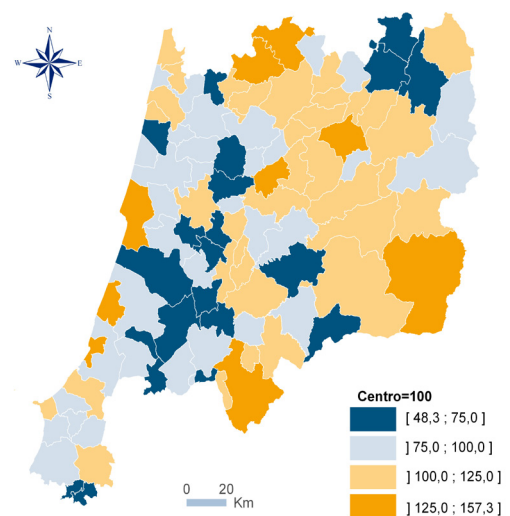 N
W
E
S
Centro=100
[ 48,3 ; 75,0 ]
] 75,0 ; 100,0 ]
] 100,0 ; 125,0 ]
] 125,0 ; 157,3 ]
0 20
Km